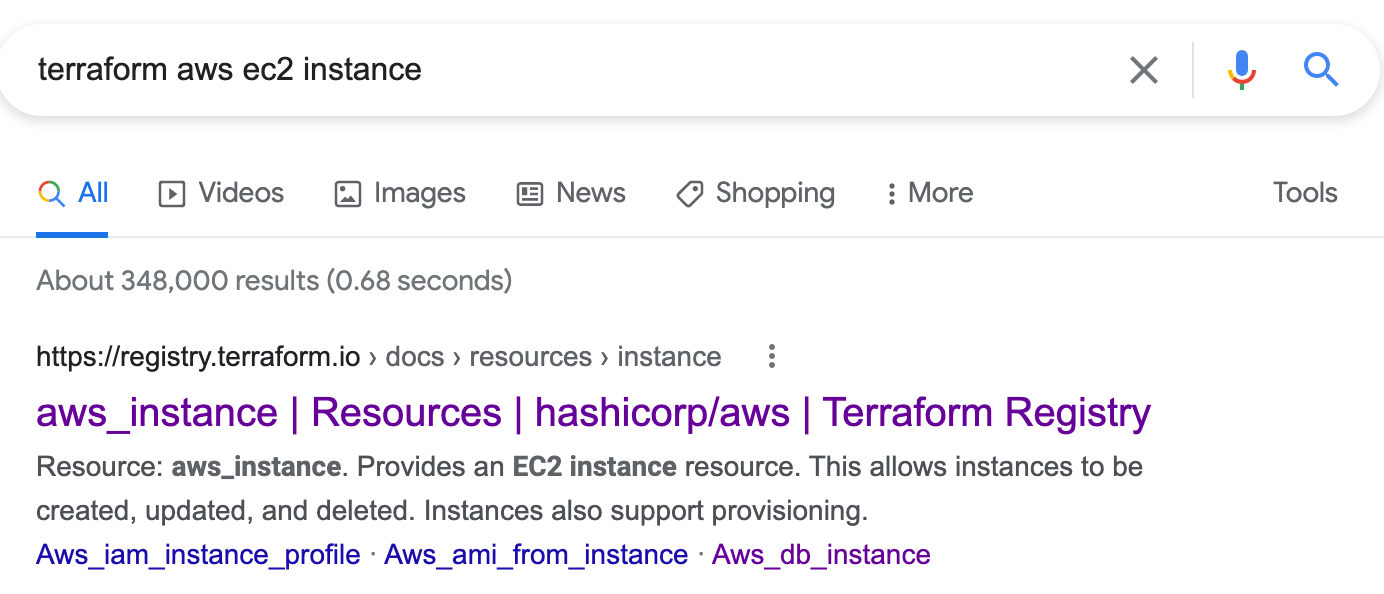 terraform aws ec2 instance
All Videos Images News Shopping More Tools
About 348,000 results (0.68 seconds)
https://registry.terraform.io › docs › resources › instance
aws_instance | Resources | hashicorp/aws | Terraform Registry
Resource: aws_instance. Provides an EC2 instance resource. This allows instances to be
created, updated, and deleted. Instances also support provisioning.
Aws_iam_instance_profile · Aws_ami_from_instance · Aws_db_instance